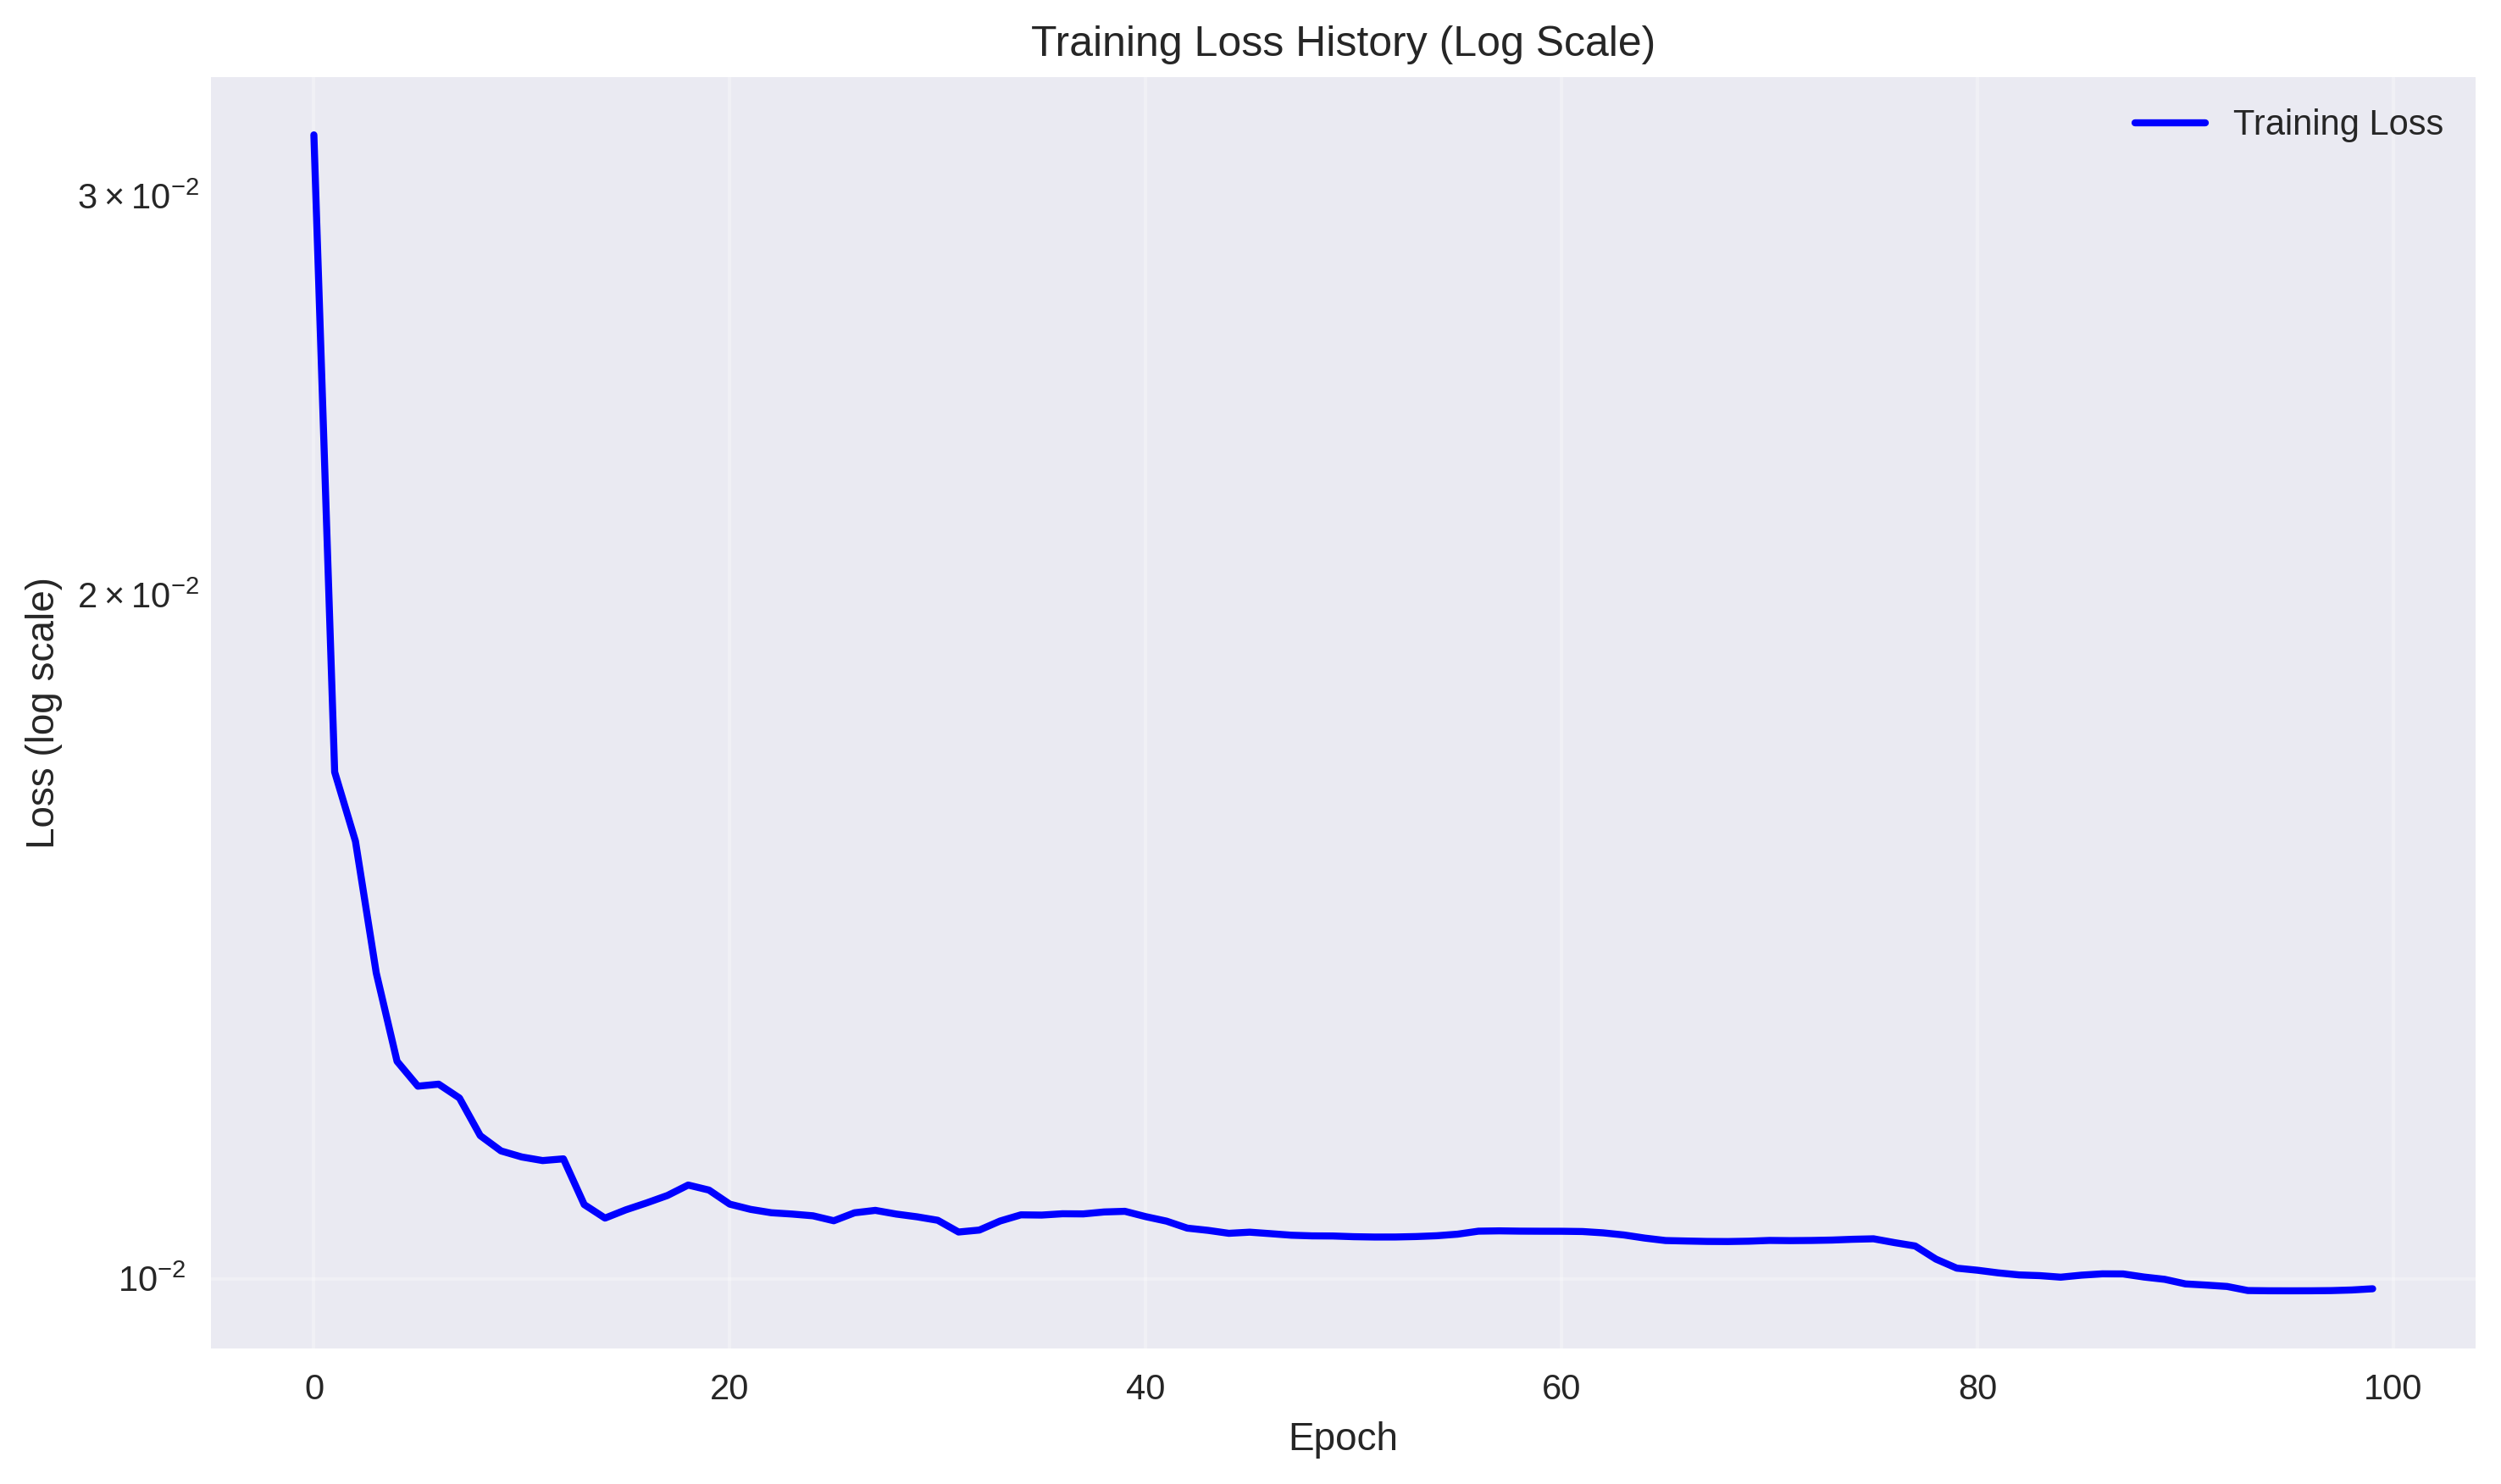 Training Loss History (Log Scale)
Training Loss
3 × 10⁻²
2 × 10⁻²
10⁻²
Loss (log scale)
0 20 40 60 80 100
Epoch